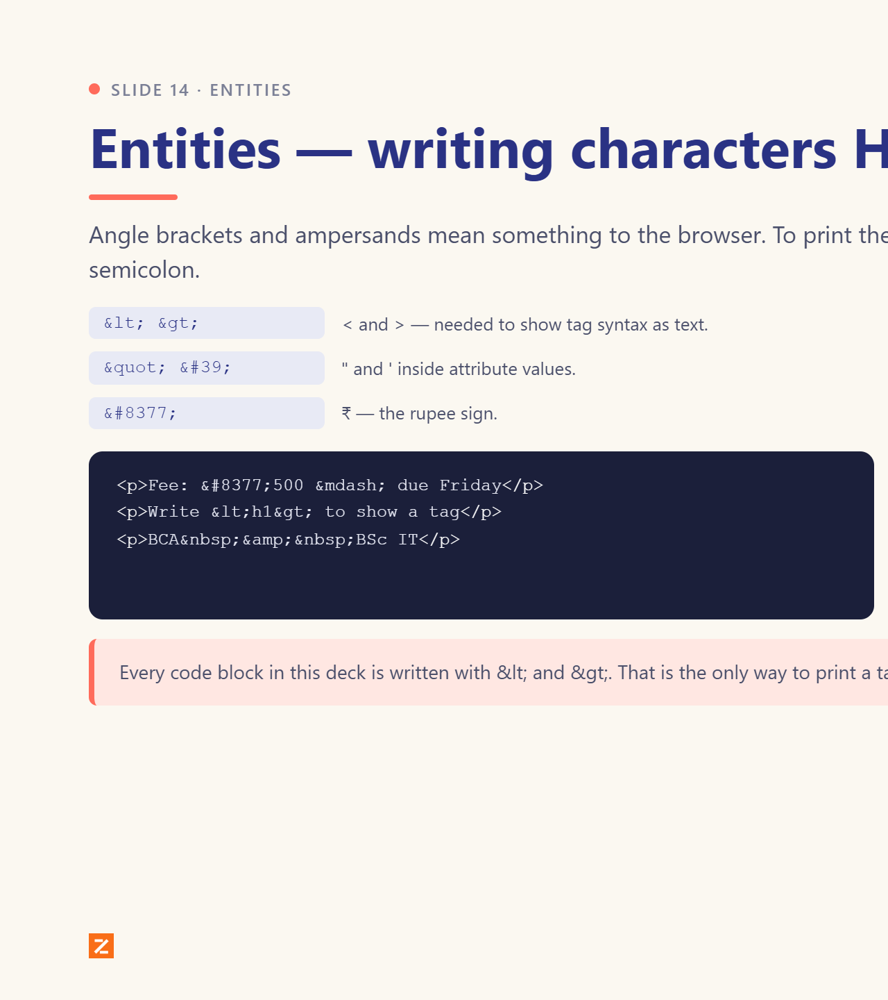 SLIDE 14 · ENTITIES
Entities — writing characters H
Angle brackets and ampersands mean something to the browser. To print the
semicolon.
&lt; &gt;
< and > — needed to show tag syntax as text.
&quot; &#39;
" and ' inside attribute values.
&#8377;
₹ — the rupee sign.
<p>Fee: &#8377;500 &mdash; due Friday</p>
<p>Write &lt;h1&gt; to show a tag</p>
<p>BCA&nbsp;&amp;&nbsp;BSc IT</p>
Every code block in this deck is written with &lt; and &gt;. That is the only way to print a ta